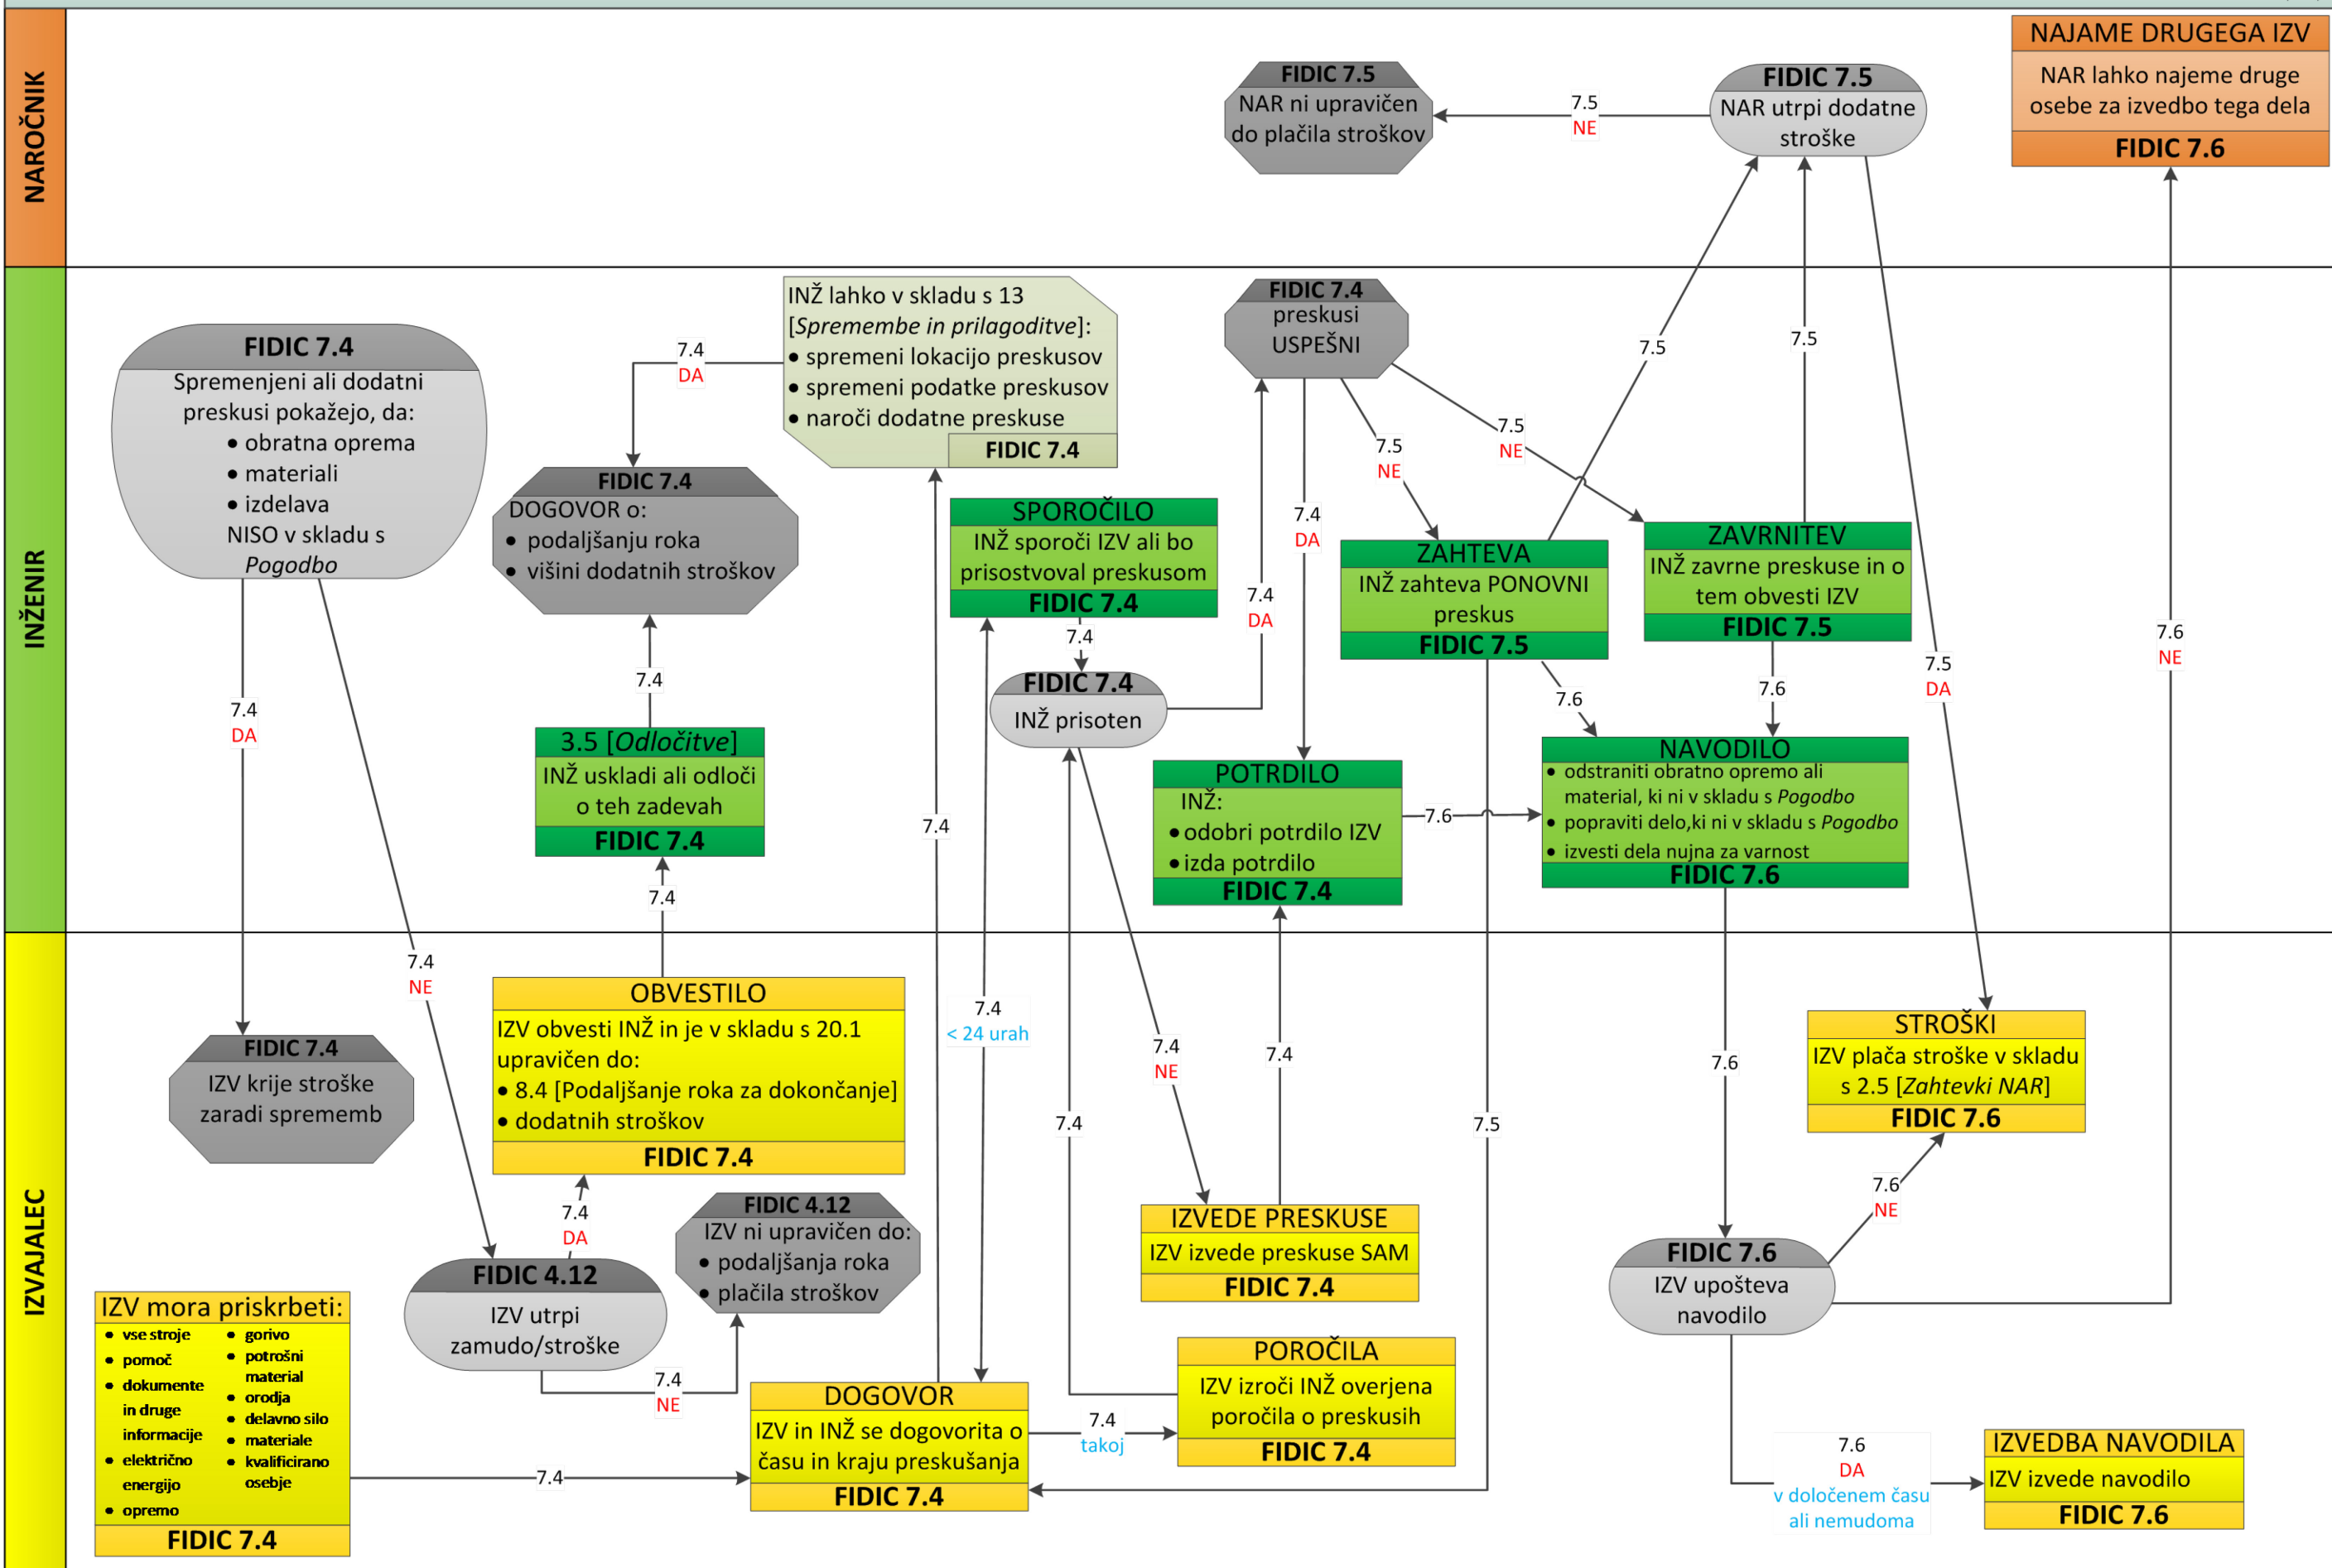 NAROČNIK
FIDIC 7.5
NAR ni upravičen
do plačila stroškov
7.5
NE
FIDIC 7.5
NAR utrpi dodatne
stroške
NAJAME DRUGEGA IZV
NAR lahko najeme druge
osebe za izvedbo tega dela
FIDIC 7.6
INŽENIR
FIDIC 7.4
Spremenjeni ali dodatni
preskusi pokažejo, da:
• obratna oprema
• materiali
• izdelava
NISO v skladu s
Pogodbo
7.4
DA
7.4
NE
INŽ lahko v skladu s 13
[Spremembe in prilagoditve]:
• spremeni lokacijo preskusov
• spremeni podatke preskusov
• naroči dodatne preskuse
FIDIC 7.4
7.4
DA
FIDIC 7.4
DOGOVOR o:
• podaljšanju roka
• višini dodatnih stroškov
7.4
3.5 [Odločitve]
INŽ uskladi ali odloči
o teh zadevah
FIDIC 7.4
7.4
7.4
SPOROČILO
INŽ sporoči IZV ali bo
prisostvoval preskusom
FIDIC 7.4
7.4
FIDIC 7.4
INŽ prisoten
7.4
DA
FIDIC 7.4
preskusi
USPEŠNI
7.4
DA
7.5
NE
7.5
NE
7.5
7.5
ZAHTEVA
INŽ zahteva PONOVNI
preskus
FIDIC 7.5
ZAVRNITEV
INŽ zavrne preskuse in o
tem obvesti IZV
FIDIC 7.5
7.6
7.6
7.5
DA
7.6
NE
POTRDILO
INŽ:
• odobri potrdilo IZV
• izda potrdilo
FIDIC 7.4
7.6
NAVODILO
• odstraniti obratno opremo ali
material, ki ni v skladu s Pogodbo
• popraviti delo,ki ni v skladu s Pogodbo
• izvesti dela nujna za varnost
FIDIC 7.6
IZVAJALEC
FIDIC 7.4
IZV krije stroške
zaradi sprememb
OBVESTILO
IZV obvesti INŽ in je v skladu s 20.1
upravičen do:
• 8.4 [Podaljšanje roka za dokončanje]
• dodatnih stroškov
FIDIC 7.4
7.4
DA
7.4
< 24 urah
7.4
7.4
NE
7.4
7.5
7.6
STROŠKI
IZV plača stroške v skladu
s 2.5 [Zahtevki NAR]
FIDIC 7.6
7.6
NE
FIDIC 4.12
IZV utrpi
zamudo/stroške
7.4
NE
FIDIC 4.12
IZV ni upravičen do:
• podaljšanja roka
• plačila stroškov
IZVEDE PRESKUSE
IZV izvede preskuse SAM
FIDIC 7.4
FIDIC 7.6
IZV upošteva
navodilo
IZV mora priskrbeti:
• vse stroje
• pomoč
• dokumente
in druge
informacije
• električno
energijo
• opremo
• gorivo
• potrošni
material
• orodja
• delavno silo
• materiale
• kvalificirano
osebje
FIDIC 7.4
7.4
DOGOVOR
IZV in INŽ se dogovorita o
času in kraju preskušanja
FIDIC 7.4
7.4
takoj
POROČILA
IZV izroči INŽ overjena
poročila o preskusih
FIDIC 7.4
7.6
DA
v določenem času
ali nemudoma
IZVEDBA NAVODILA
IZV izvede navodilo
FIDIC 7.6